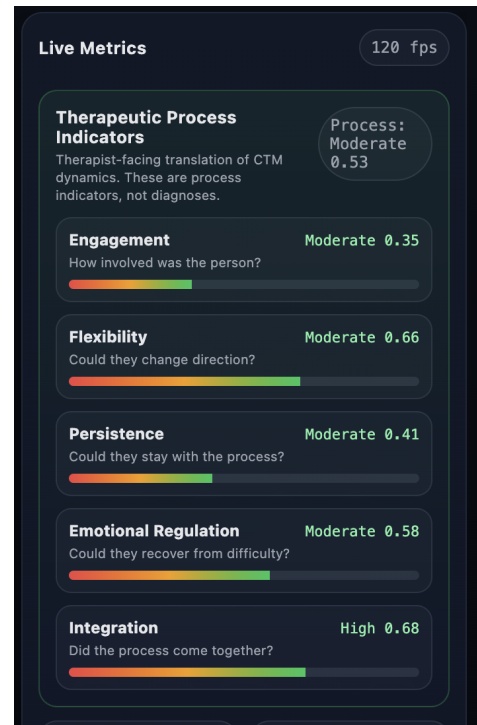 Live Metrics
120 fps
Therapeutic Process
Indicators
Process:
Moderate
0.53
Therapist-facing translation of CTM
dynamics. These are process
indicators, not diagnoses.
Engagement
Moderate 0.35
How involved was the person?
Flexibility
Moderate 0.66
Could they change direction?
Persistence
Moderate 0.41
Could they stay with the process?
Emotional Regulation
Moderate 0.58
Could they recover from difficulty?
Integration
High 0.68
Did the process come together?